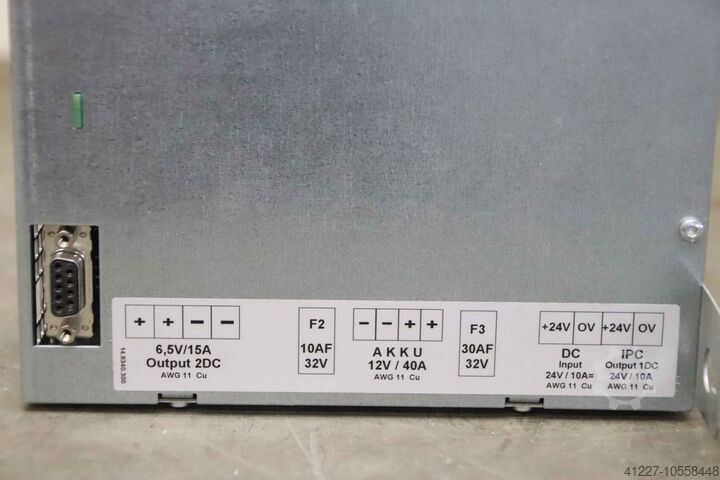 + + - -
6,5V/15A
Output 2DC
AWG 11 Cu
F2
10AF
32V
- - + +
A K K U
12V / 40A
AWG 11 Cu
F3
30AF
32V
+24V OV +24V OV
DC
Input
24V / 10A=
AWG 11 Cu
IPC
Output 1DC
24V / 10A
AWG 11 Cu
14.6340.300
41227-10558448